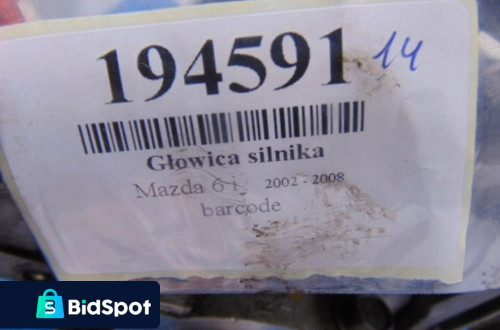 194591 14
Głowica silnika
Mazda 6 I. 2002 - 2008
barcode
BidSpot